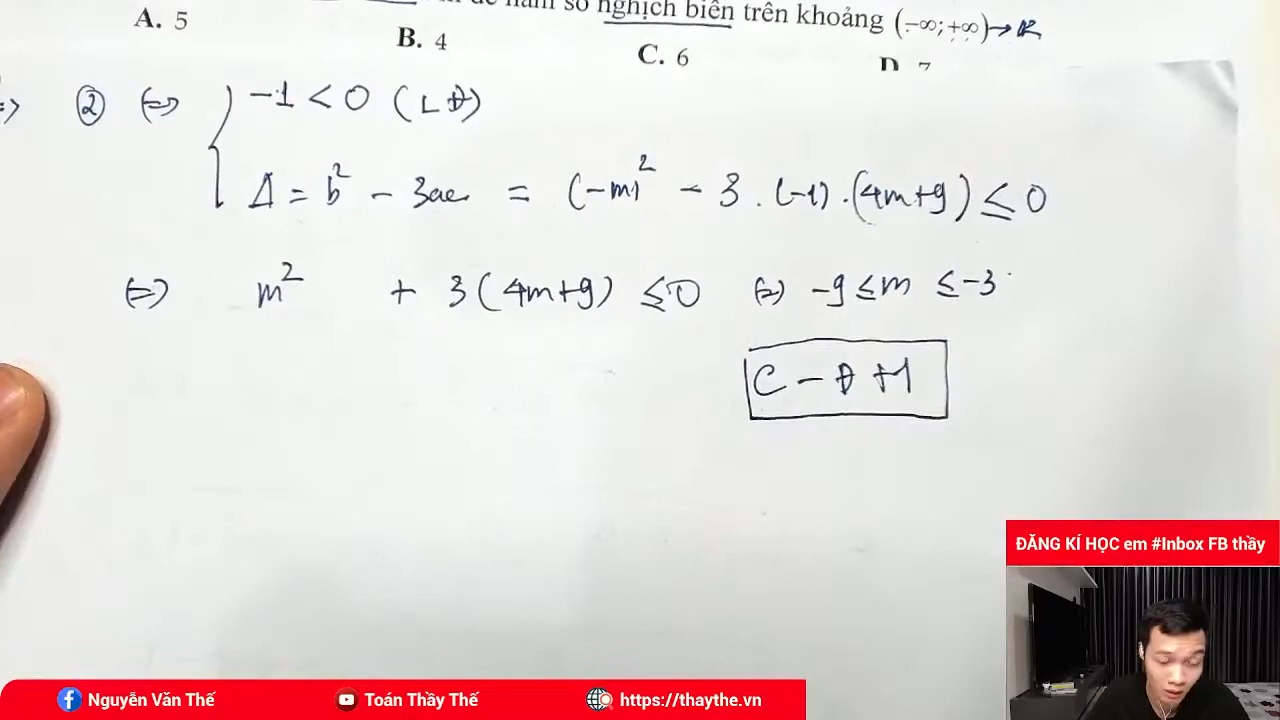 số nghịch biến trên khoảng (-∞;+∞) → R
A. 5
B. 4
C. 6
D. 7
② ⇔ { -1 < 0 (LĐ)
Δ = b² - 3ac = (-m)² - 3 . (-1) . (4m+9) ≤ 0
⇔ m² + 3(4m+9) ≤ 0 ⇔ -9 ≤ m ≤ -3
C - Đ + 1
ĐĂNG KÍ HỌC em #Inbox FB thầy
Nguyễn Văn Thế
Toán Thầy Thế
https://thaythe.vn